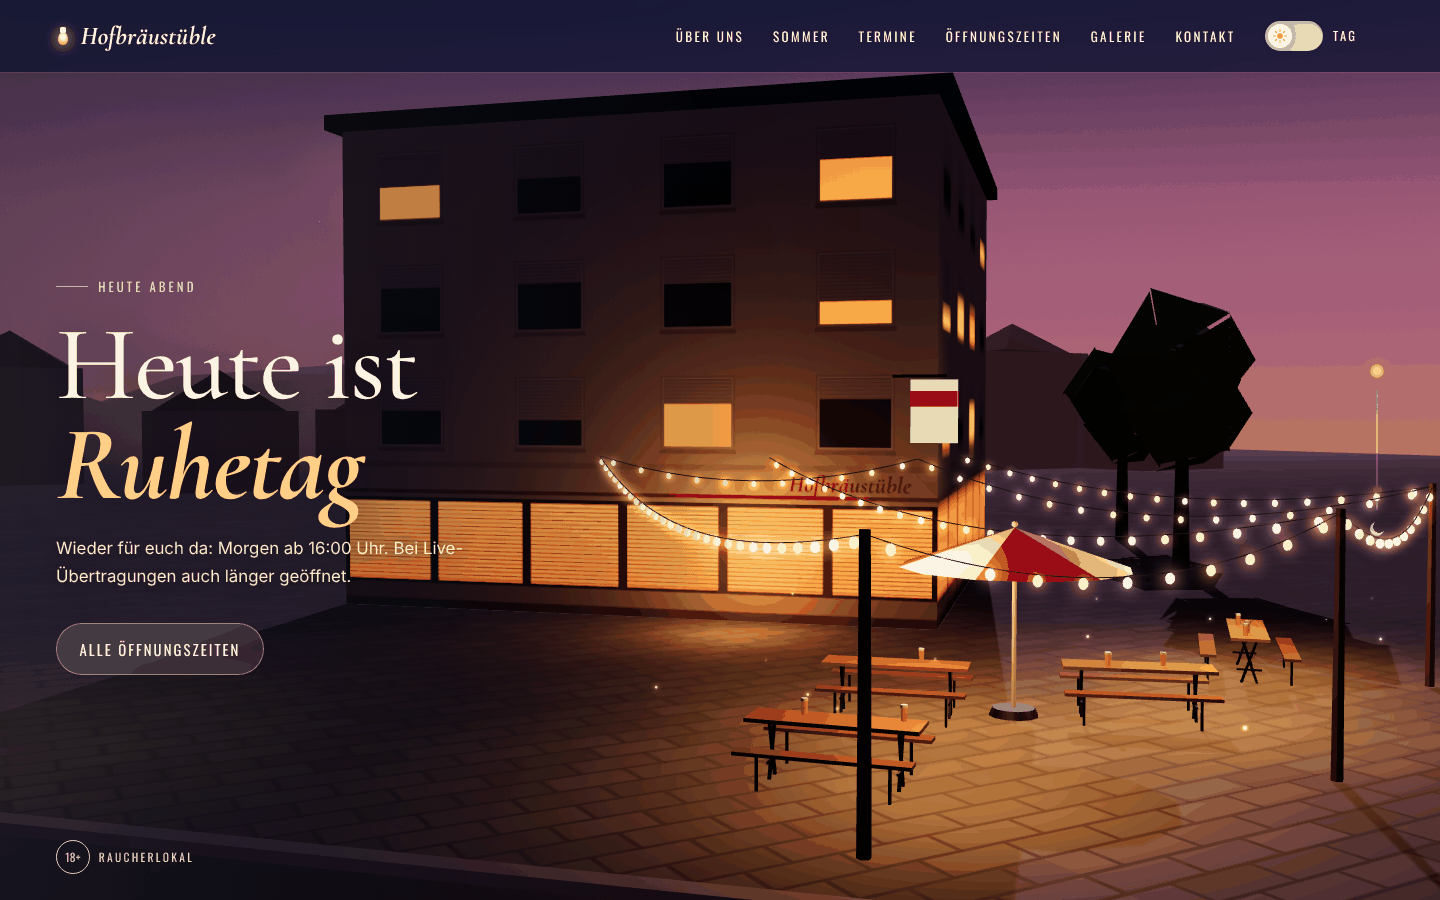 Hofbräustüble
ÜBER UNS
SOMMER
TERMINE
ÖFFNUNGSZEITEN
GALERIE
KONTAKT
TAG
HEUTE ABEND
Heute ist
Ruhetag
Hofbräustüble
Wieder für euch da: Morgen ab 16:00 Uhr. Bei Live-
Übertragungen auch länger geöffnet.
ALLE ÖFFNUNGSZEITEN
18+ RAUCHERLOKAL